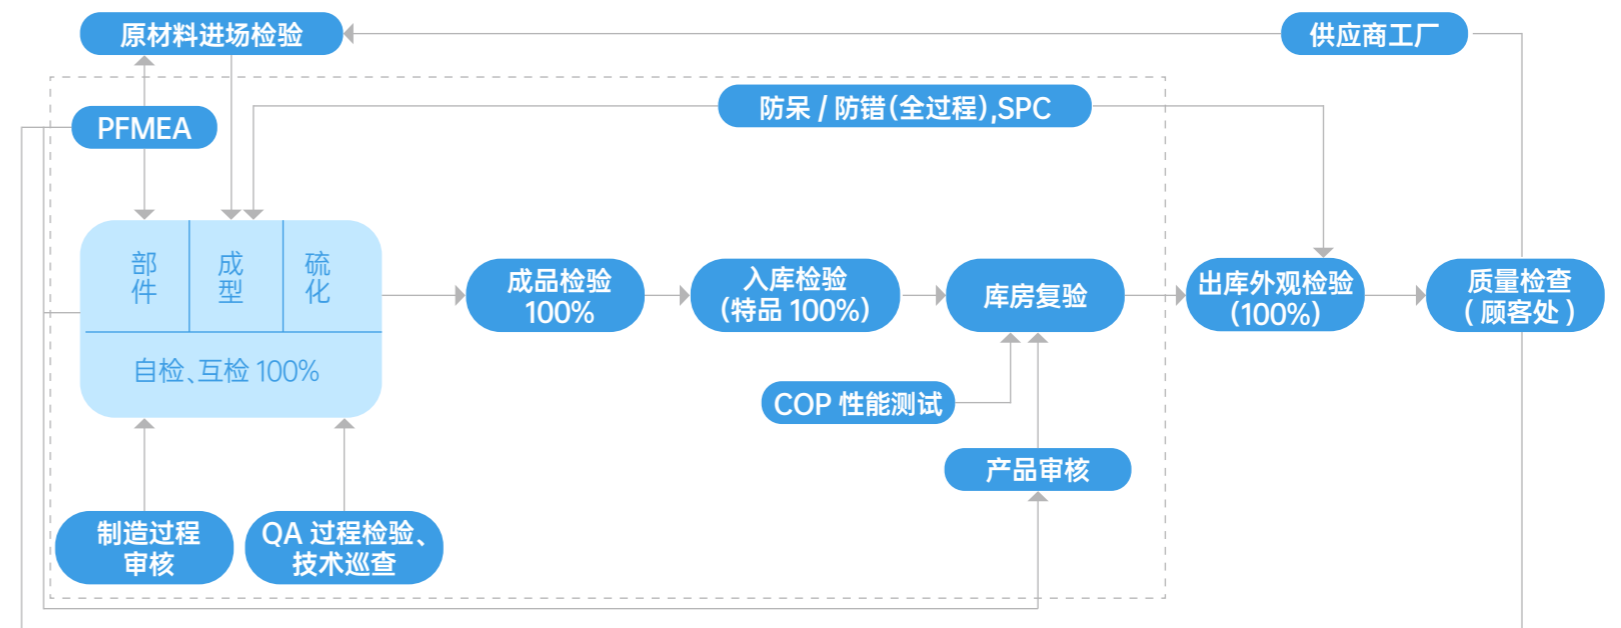 原材料进场检验
供应商工厂
防呆 / 防错(全过程),SPC
PFMEA
部件
成型
硫化
自检、互检 100%
成品检验
100%
入库检验
(特品 100%)
库房复验
出库外观检验
(100%)
质量检查
( 顾客处 )
COP 性能测试
产品审核
制造过程
审核
QA 过程检验、
技术巡查